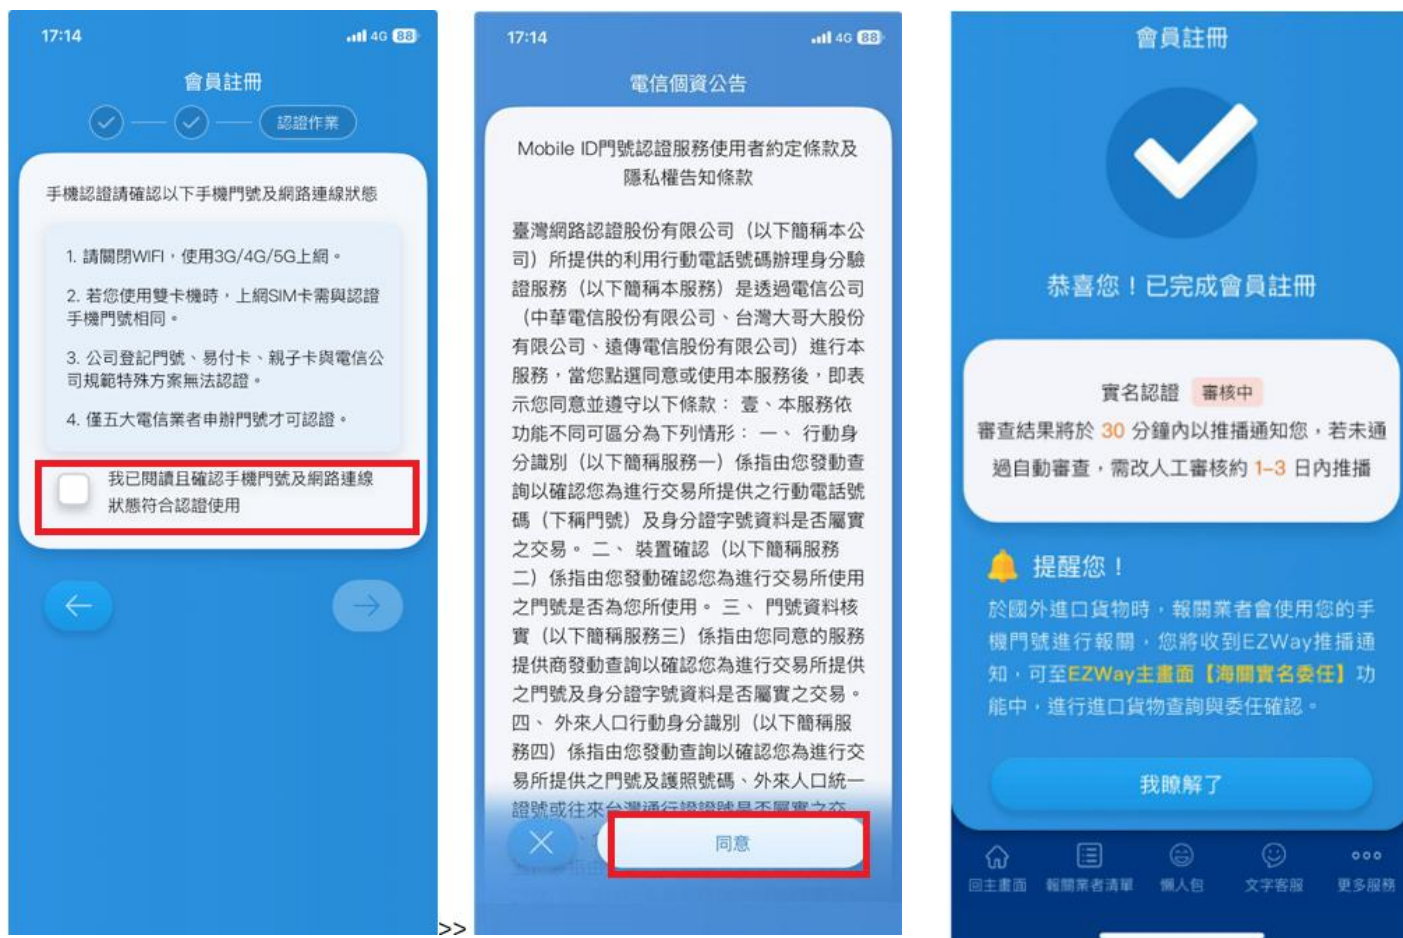 17:14
4G 88
會員註冊
認證作業
手機認證請確認以下手機門號及網路連線狀態
1. 請關閉WIFI，使用3G/4G/5G上網。
2. 若您使用雙卡機時，上網SIM卡需與認證
手機門號相同。
3. 公司登記門號、易付卡、親子卡與電信公
司規範特殊方案無法認證。
4. 僅五大電信業者申辦門號才可認證。
我已閱讀且確認手機門號及網路連線
狀態符合認證使用
>>
17:14
4G 88
電信個資公告
Mobile ID門號認證服務使用者約定條款及
隱私權告知條款
臺灣網路認證股份有限公司（以下簡稱本公
司）所提供的利用行動電話號碼辦理身分驗
證服務（以下簡稱本服務）是透過電信公司
（中華電信股份有限公司、台灣大哥大股份
有限公司、遠傳電信股份有限公司）進行本
服務，當您點選同意或使用本服務後，即表
示您同意並遵守以下條款： 壹、本服務依
功能不同可區分為下列情形： 一、 行動身
分識別（以下簡稱服務一）係指由您發動查
詢以確認您為進行交易所提供之行動電話號
碼（下稱門號）及身分證字號資料是否屬實
之交易。 二、 裝置確認（以下簡稱服務
二）係指由您發動確認您為進行交易所使用
之門號是否為您所使用。 三、 門號資料核
實（以下簡稱服務三）係指由您同意的服務
提供商發動查詢以確認您為進行交易所提供
之門號及身分證字號資料是否屬實之交易。
四、 外來人口行動身分識別（以下簡稱服
務四）係指由您發動查詢以確認您為進行交
易所提供之門號及護照號碼、外來人口統一
證號或往來台灣通行證證號是否屬實之交
同意
會員註冊
恭喜您！已完成會員註冊
實名認證 審核中
審查結果將於 30 分鐘內以推播通知您，若未通
過自動審查，需改人工審核約 1-3 日內推播
提醒您！
於國外進口貨物時，報關業者會使用您的手
機門號進行報關，您將收到EZWay推播通
知，可至EZWay主畫面【海關實名委任】功
能中，進行進口貨物查詢與委任確認。
我瞭解了
回主畫面 報關業者清單 懶人包 文字客服 更多服務